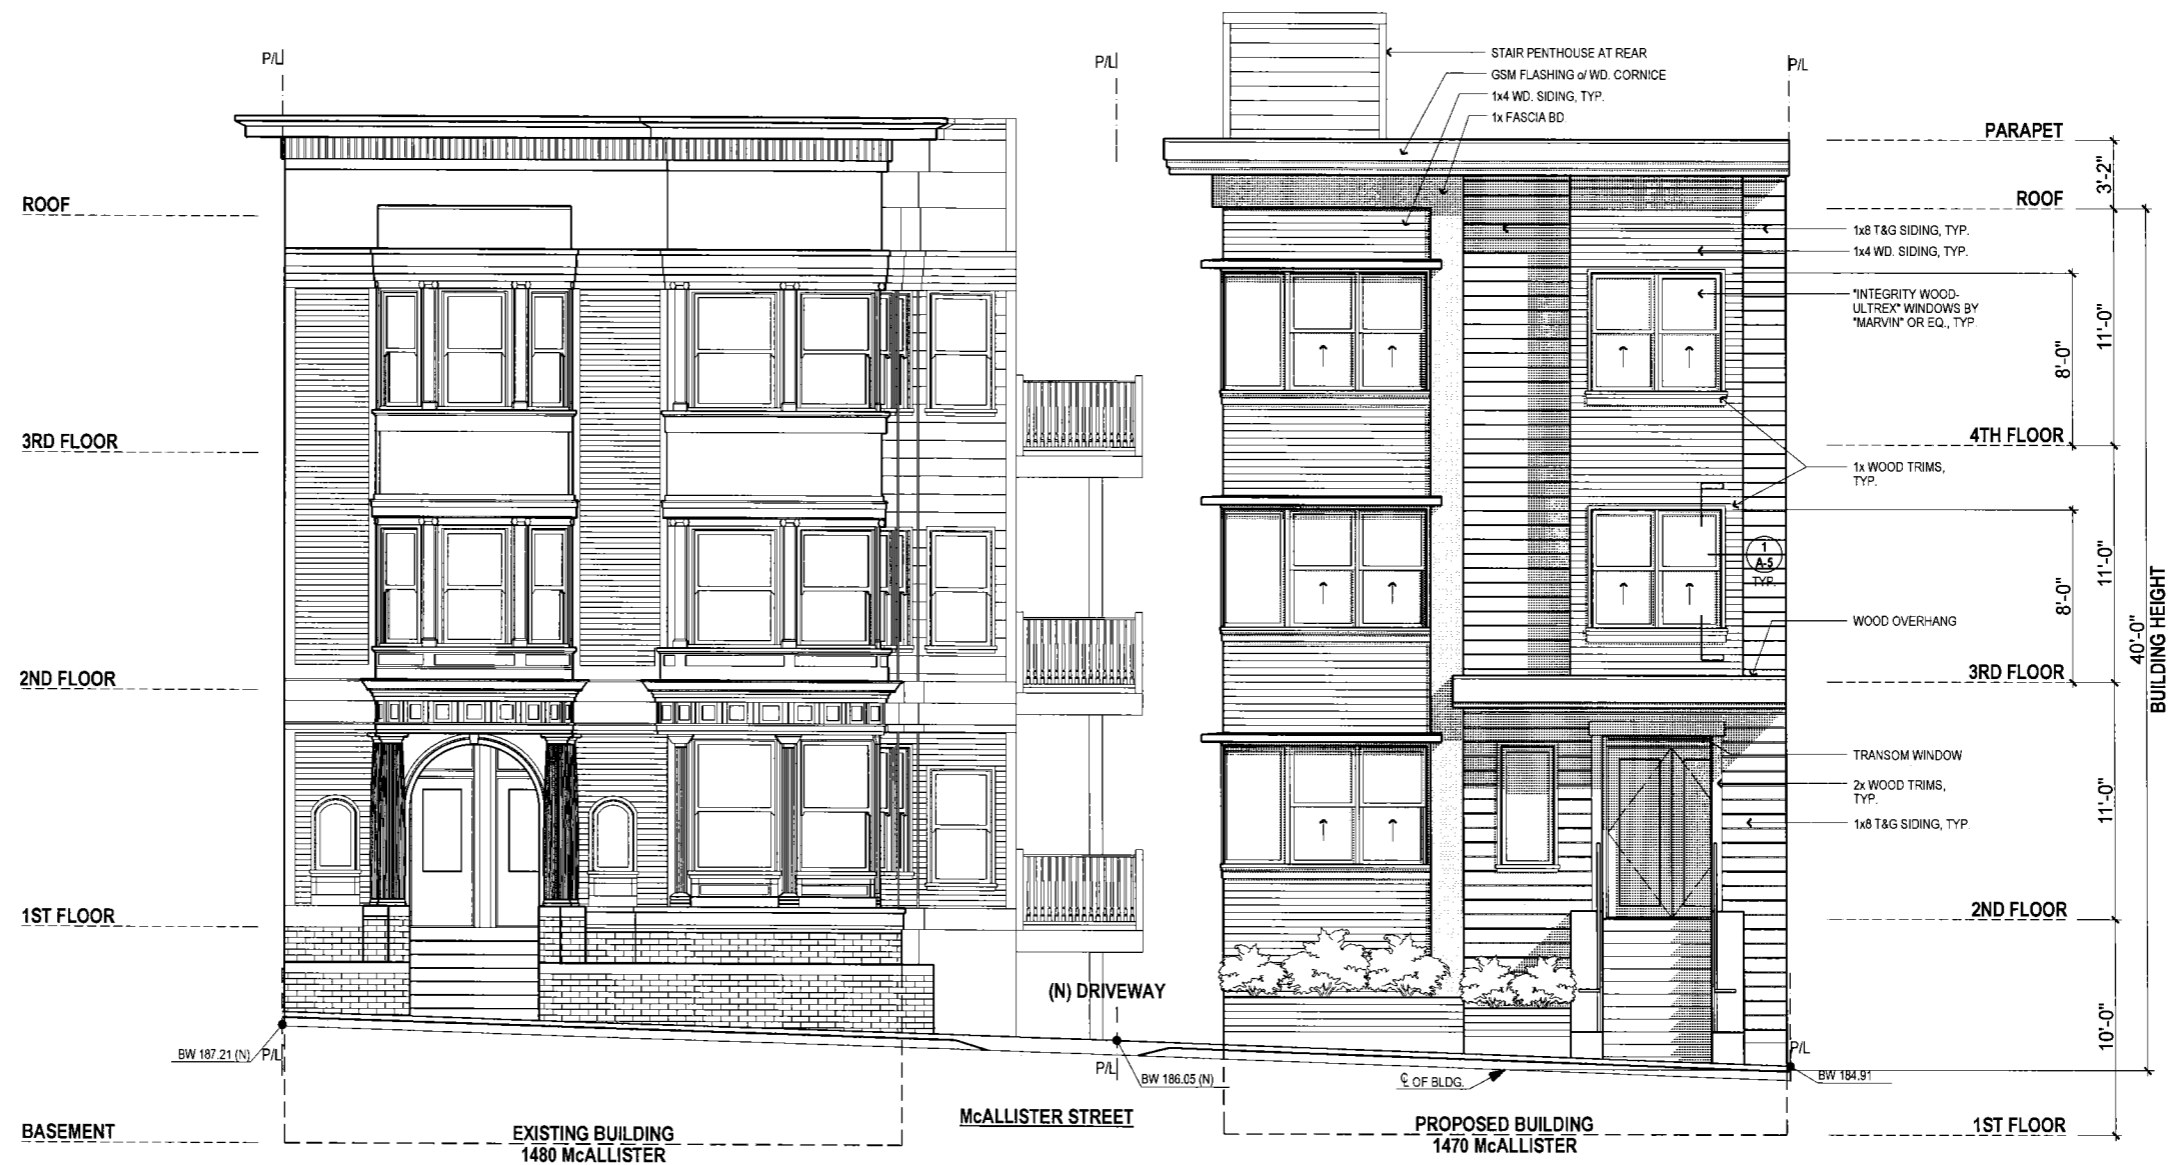 P/L
P/L
P/L
STAIR PENTHOUSE AT REAR
GSM FLASHING o/ WD. CORNICE
1x4 WD. SIDING, TYP.
1x FASCIA BD
PARAPET
3'-2"
ROOF
ROOF
1x8 T&G SIDING, TYP.
1x4 WD. SIDING, TYP.
"INTEGRITY WOOD-
ULTREX" WINDOWS BY
"MARVIN" OR EQ., TYP.
11'-0"
8'-0"
3RD FLOOR
4TH FLOOR
1x WOOD TRIMS,
TYP.
1
A-5
TYP.
11'-0"
8'-0"
WOOD OVERHANG
40'-0"
BUILDING HEIGHT
2ND FLOOR
3RD FLOOR
TRANSOM WINDOW
2x WOOD TRIMS,
TYP.
1x8 T&G SIDING, TYP.
11'-0"
1ST FLOOR
2ND FLOOR
(N) DRIVEWAY
10'-0"
BW 187.21 (N)
P/L
P/L
BW 186.05 (N)
℄ OF BLDG.
P/L
BW 184.91
McALLISTER STREET
BASEMENT
EXISTING BUILDING
1480 McALLISTER
PROPOSED BUILDING
1470 McALLISTER
1ST FLOOR